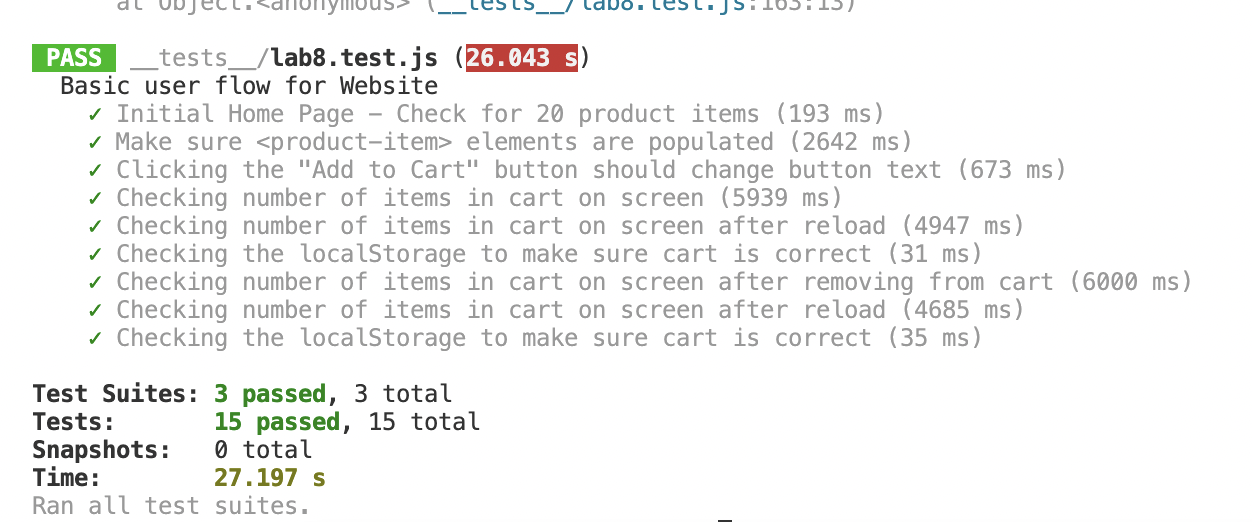 at Object.<anonymous> (__tests__/lab8.test.js:163:13)
PASS __tests__/lab8.test.js (26.043 s)
Basic user flow for Website
✓ Initial Home Page – Check for 20 product items (193 ms)
✓ Make sure <product-item> elements are populated (2642 ms)
✓ Clicking the "Add to Cart" button should change button text (673 ms)
✓ Checking number of items in cart on screen (5939 ms)
✓ Checking number of items in cart on screen after reload (4947 ms)
✓ Checking the localStorage to make sure cart is correct (31 ms)
✓ Checking number of items in cart on screen after removing from cart (6000 ms)
✓ Checking number of items in cart on screen after reload (4685 ms)
✓ Checking the localStorage to make sure cart is correct (35 ms)
Test Suites: 3 passed, 3 total
Tests: 15 passed, 15 total
Snapshots: 0 total
Time: 27.197 s
Ran all test suites.